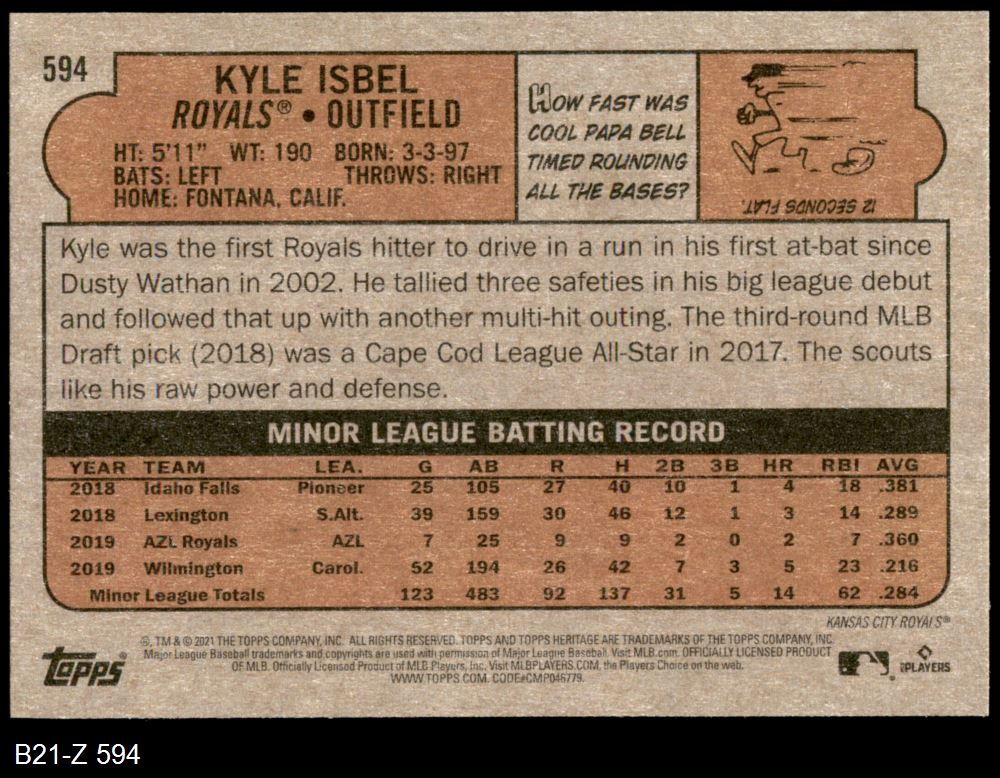 594
KYLE ISBEL
ROYALS® • OUTFIELD
HT: 5'11" WT: 190 BORN: 3-3-97
BATS: LEFT THROWS: RIGHT
HOME: FONTANA, CALIF.
HOW FAST WAS
COOL PAPA BELL
TIMED ROUNDING
ALL THE BASES?
12 SECONDS FLAT.
Kyle was the first Royals hitter to drive in a run in his first at-bat since
Dusty Wathan in 2002. He tallied three safeties in his big league debut
and followed that up with another multi-hit outing. The third-round MLB
Draft pick (2018) was a Cape Cod League All-Star in 2017. The scouts
like his raw power and defense.
MINOR LEAGUE BATTING RECORD
YEAR TEAM LEA. G AB R H 2B 3B HR RBI AVG
2018 Idaho Falls Pioneer 25 105 27 40 10 1 4 18 .381
2018 Lexington S.Alt. 39 159 30 46 12 1 3 14 .289
2019 AZL Royals AZL 7 25 9 9 2 0 2 7 .360
2019 Wilmington Carol. 52 194 26 42 7 3 5 23 .216
Minor League Totals 123 483 92 137 31 5 14 62 .284
KANSAS CITY ROYALS®
®, TM & © 2021 THE TOPPS COMPANY, INC. ALL RIGHTS RESERVED. TOPPS AND TOPPS HERITAGE ARE TRADEMARKS OF THE TOPPS COMPANY, INC.
Major League Baseball trademarks and copyrights are used with permission of Major League Baseball. Visit MLB.com. OFFICIALLY LICENSED PRODUCT
OF MLB. Officially Licensed Product of MLB Players, Inc. Visit MLBPLAYERS.COM, the Players Choice on the web.
WWW.TOPPS.COM. CODE#CMP046779.
Topps®
MLB PLAYERS
B21-Z 594